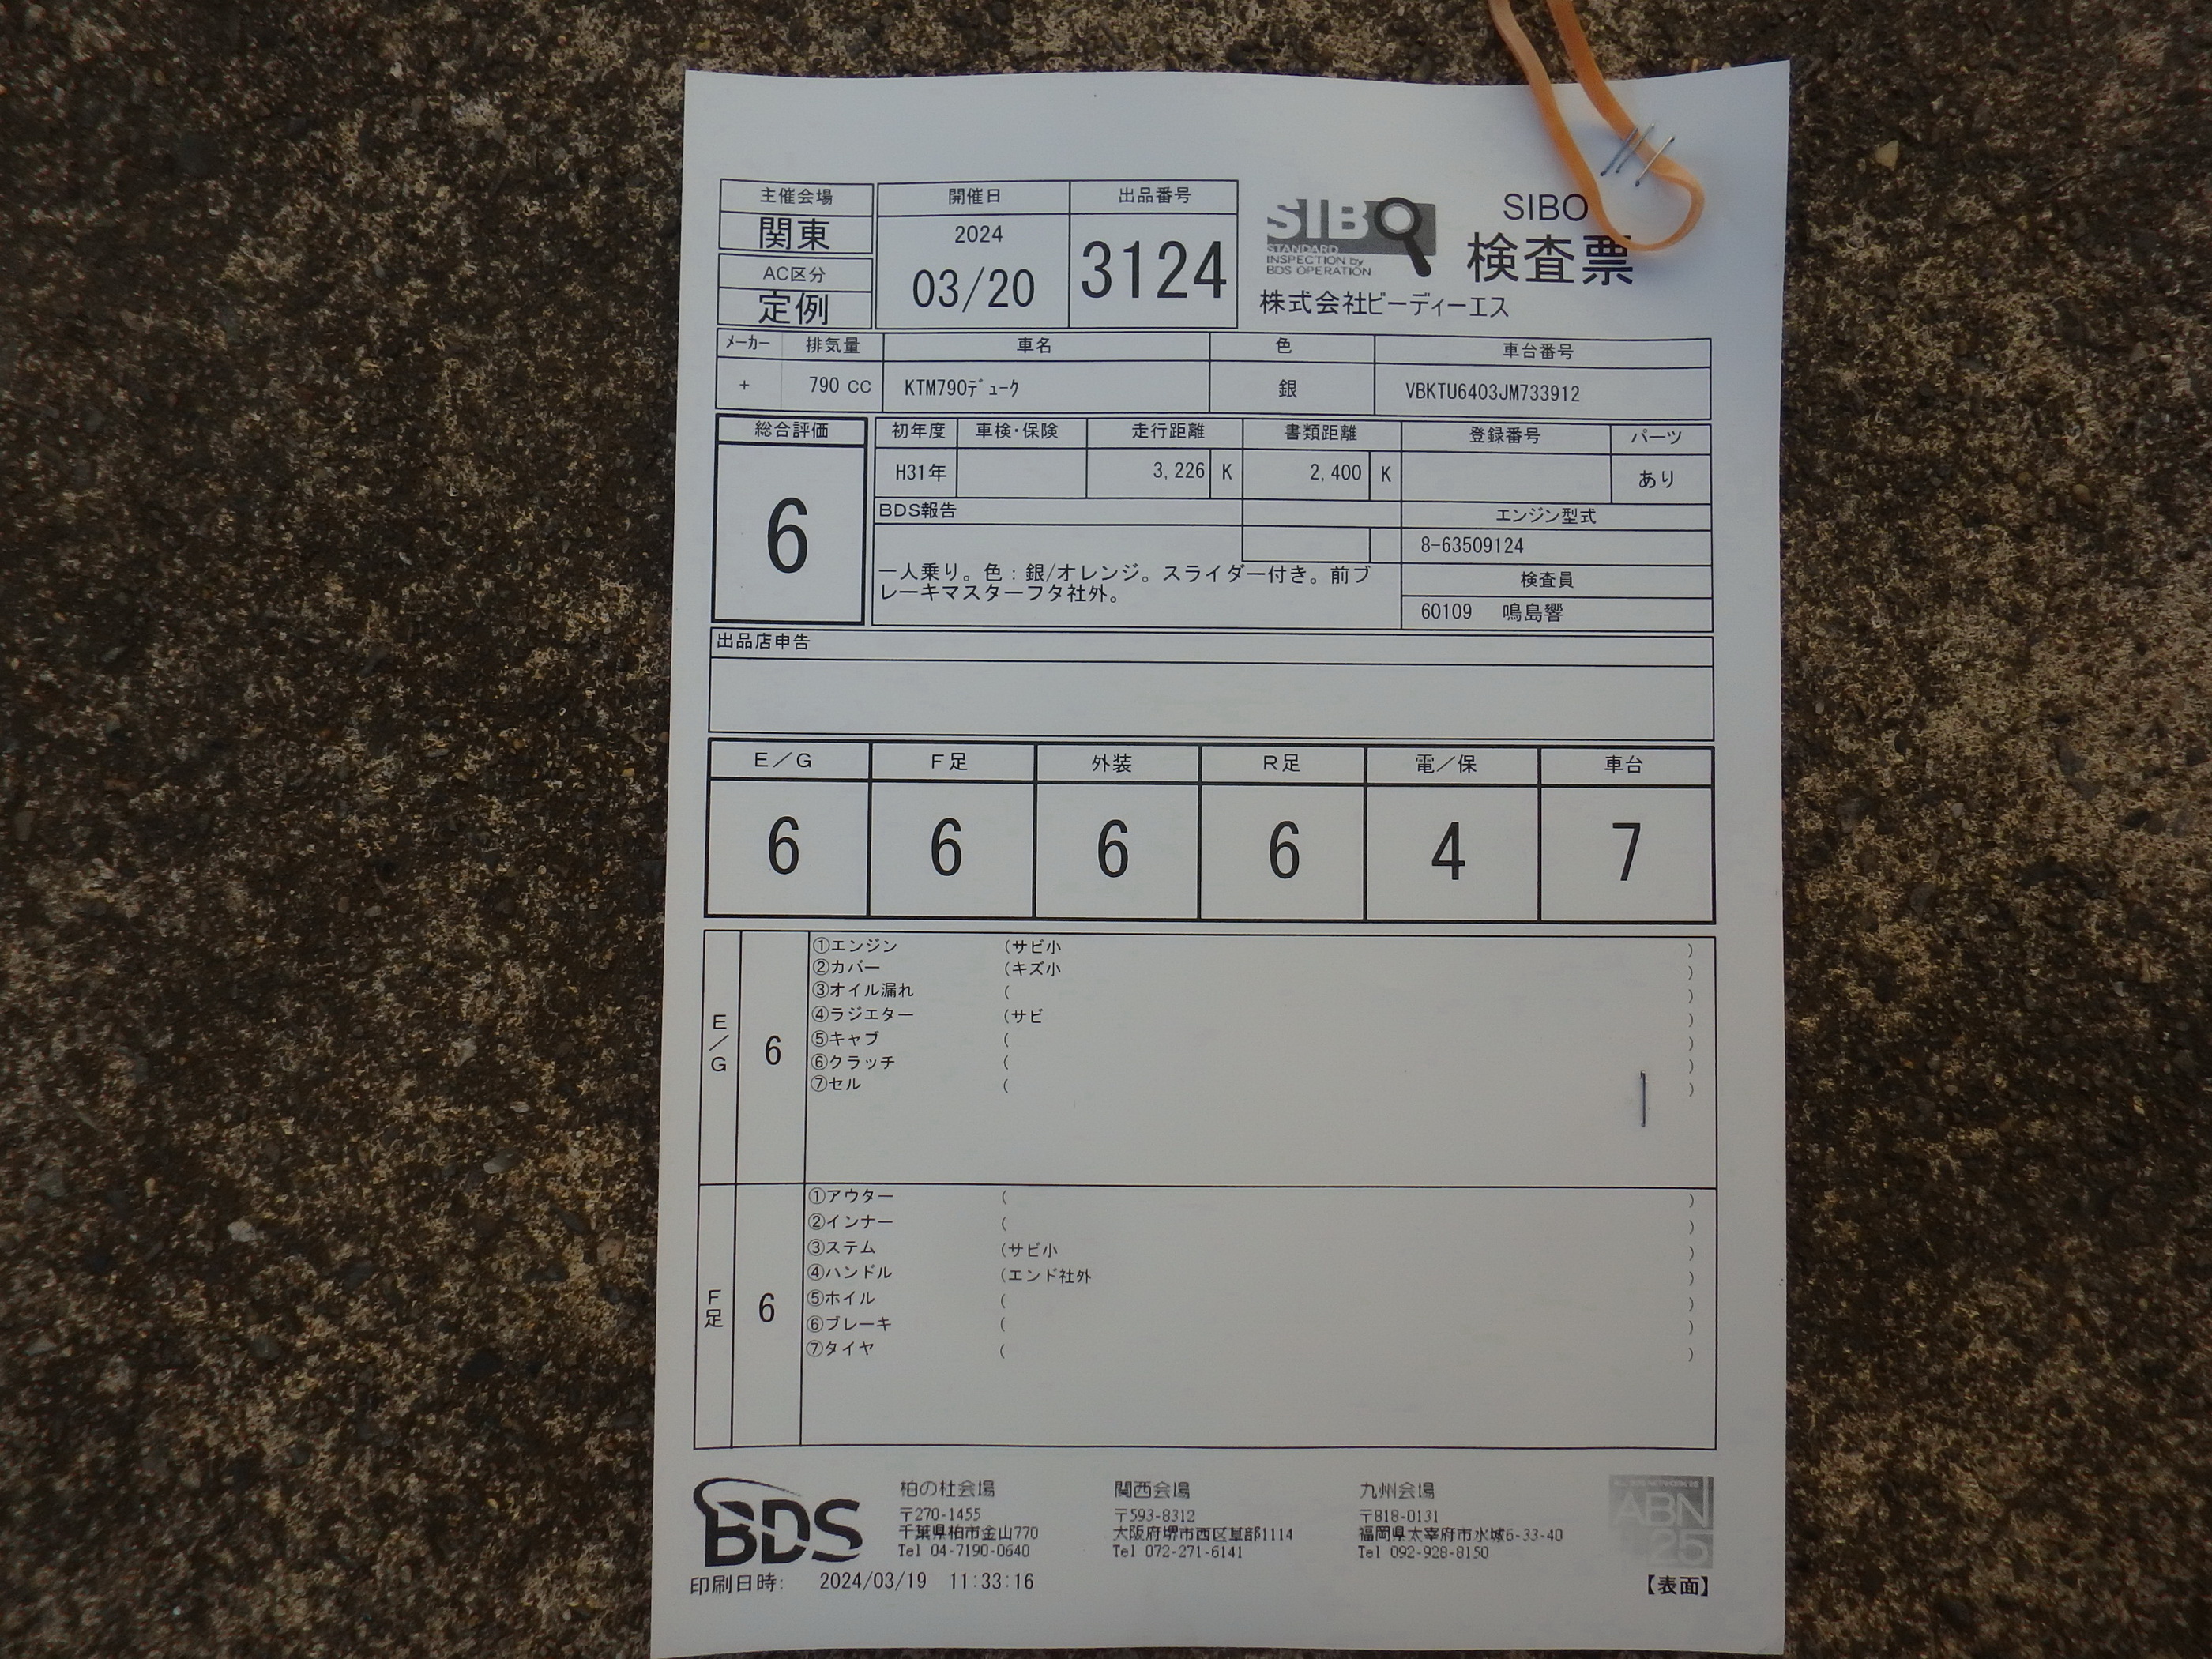 主催会場
関東
AC区分
定例
開催日
2024
03/20
出品番号
3124
SIBO
STANDARD
INSPECTION by
BDS OPERATION
SIBO
検査票
株式会社ビーディーエス
メーカー 排気量 車名 色 車台番号
+ 790 CC KTM790デューク 銀 VBKTU6403JM733912
総合評価
6
初年度 車検・保険 走行距離 書類距離 登録番号 パーツ
H31年 3,226 K 2,400 K あり
BDS報告
一人乗り。色：銀/オレンジ。スライダー付き。前ブ
レーキマスターフタ社外。
エンジン型式
8-63509124
検査員
60109 鳴島響
出品店申告
E／G F足 外装 R足 電／保 車台
6 6 6 6 4 7
E／G
6
①エンジン (サビ小 )
②カバー (キズ小 )
③オイル漏れ ( )
④ラジエター (サビ )
⑤キャブ ( )
⑥クラッチ ( )
⑦セル ( )
F足
6
①アウター ( )
②インナー ( )
③ステム (サビ小 )
④ハンドル (エンド社外 )
⑤ホイル ( )
⑥ブレーキ ( )
⑦タイヤ ( )
BDS
柏の杜会場
〒270-1455
千葉県柏市金山770
Tel 04-7190-0640
関西会場
〒593-8312
大阪府堺市西区草部1114
Tel 072-271-6141
九州会場
〒818-0131
福岡県太宰府市水城6-33-40
Tel 092-928-8150
ABN
25
印刷日時: 2024/03/19 11:33:16
【表面】